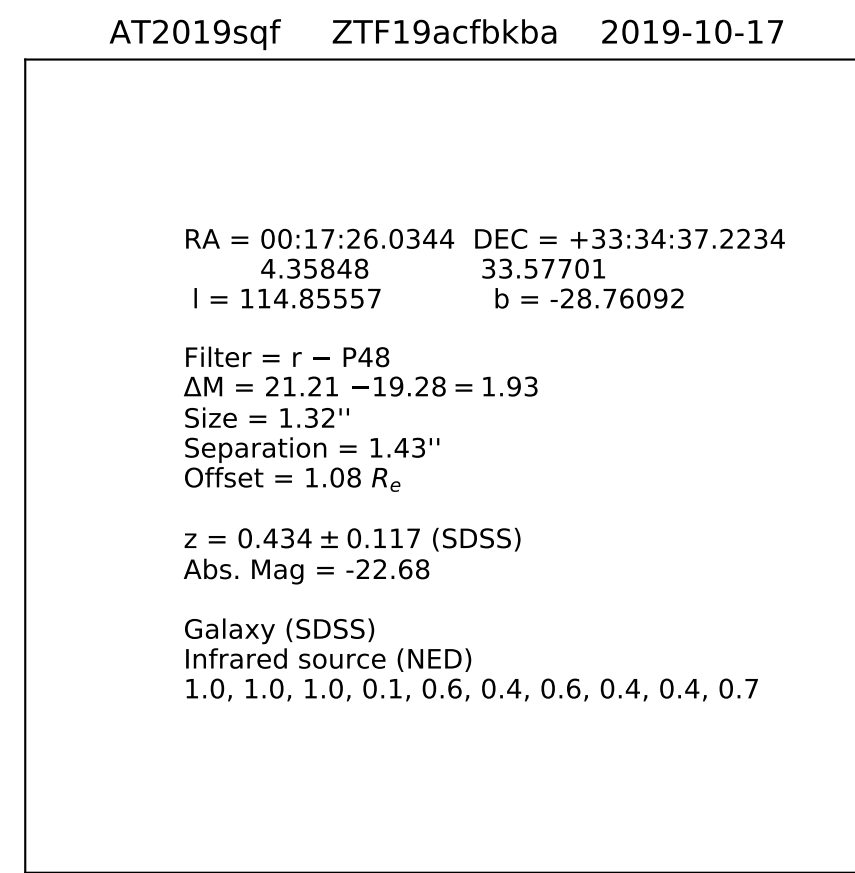 AT2019sqf ZTF19acfbkba 2019-10-17
RA = 00:17:26.0344 DEC = +33:34:37.2234
4.35848 33.57701
l = 114.85557 b = -28.76092
Filter = r − P48
ΔM = 21.21 −19.28 = 1.93
Size = 1.32''
Separation = 1.43''
Offset = 1.08 Re
z = 0.434 ± 0.117 (SDSS)
Abs. Mag = -22.68
Galaxy (SDSS)
Infrared source (NED)
1.0, 1.0, 1.0, 0.1, 0.6, 0.4, 0.6, 0.4, 0.4, 0.7